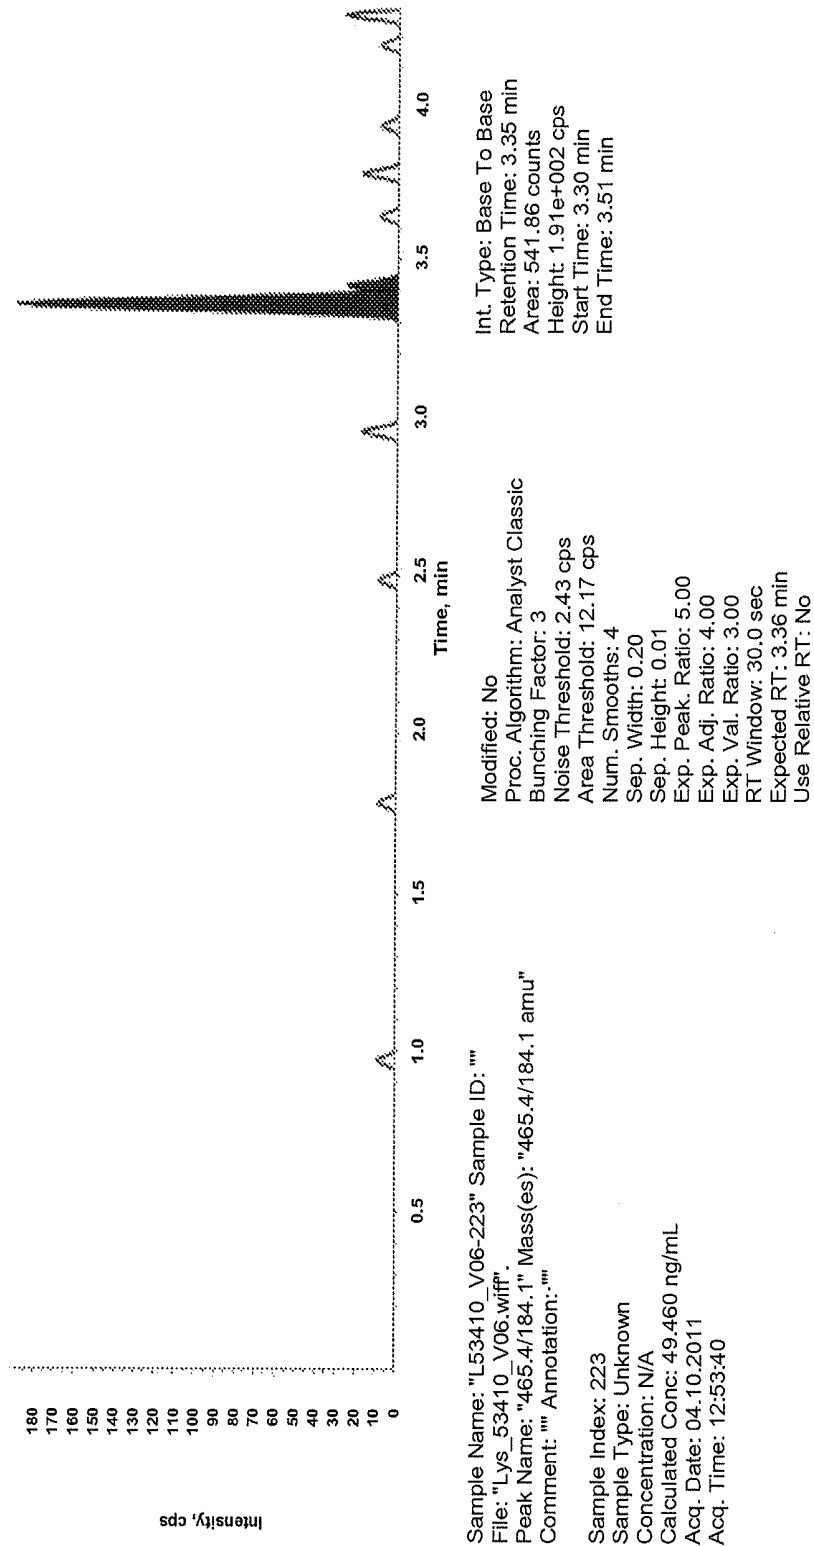 Intensity, cps
180
170
160
150
140
130
120
110
100
90
80
70
60
50
40
30
20
10
0
0.5
1.0
1.5
2.0
2.5
3.0
3.5
4.0
Time, min
Sample Name: "L53410_V06-223" Sample ID: ""
File: "Lys_53410_V06.wiff".
Peak Name: "465.4/184.1" Mass(es): "465.4/184.1 amu"
Comment: "" Annotation: ""
Sample Index: 223
Sample Type: Unknown
Concentration: N/A
Calculated Conc: 49.460 ng/mL
Acq. Date: 04.10.2011
Acq. Time: 12:53:40
Modified: No
Proc. Algorithm: Analyst Classic
Bunching Factor: 3
Noise Threshold: 2.43 cps
Area Threshold: 12.17 cps
Num. Smooths: 4
Sep. Width: 0.20
Sep. Height: 0.01
Exp. Peak. Ratio: 5.00
Exp. Adj. Ratio: 4.00
Exp. Val. Ratio: 3.00
RT Window: 30.0 sec
Expected RT: 3.36 min
Use Relative RT: No
Int. Type: Base To Base
Retention Time: 3.35 min
Area: 541.86 counts
Height: 1.91e+002 cps
Start Time: 3.30 min
End Time: 3.51 min